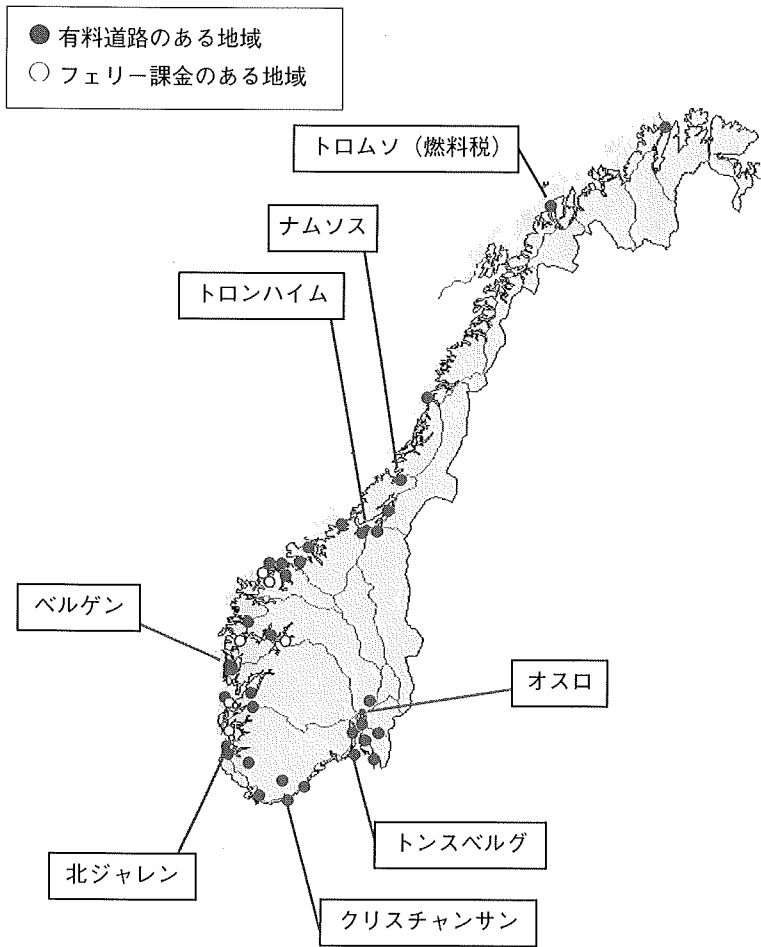 有料道路のある地域
フェリー課金のある地域
トロムソ（燃料税）
ナムソス
トロンハイム
ベルゲン
オスロ
トンスベルグ
北ジャレン
クリスチャンサン